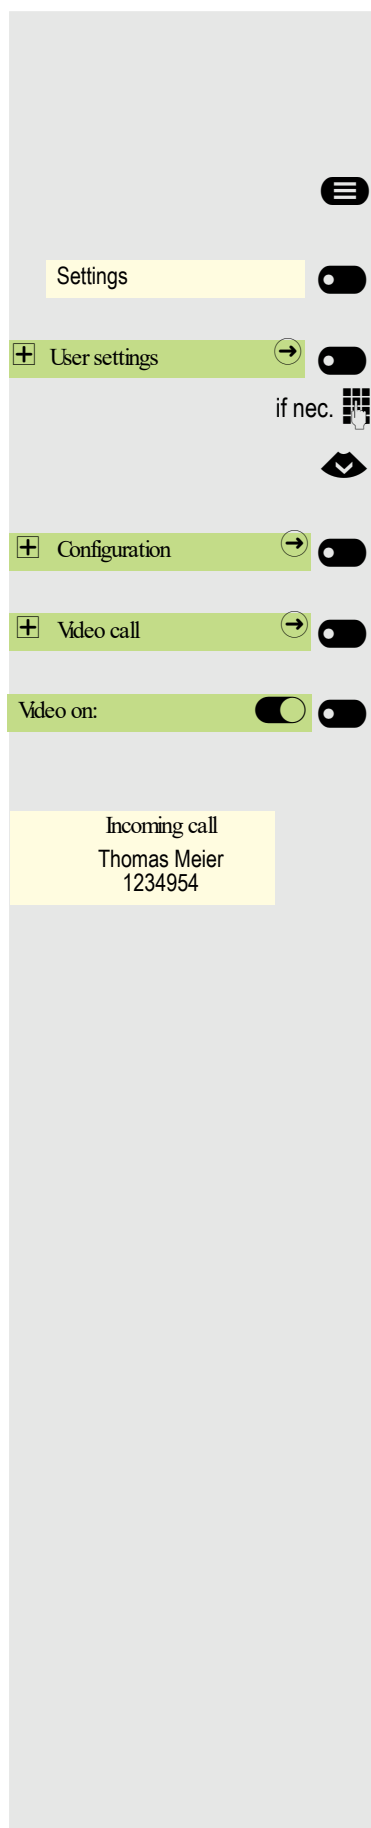 Settings
User settings
if nec.
Configuration
Video call
Video on:
Incoming call
Thomas Meier
1234954